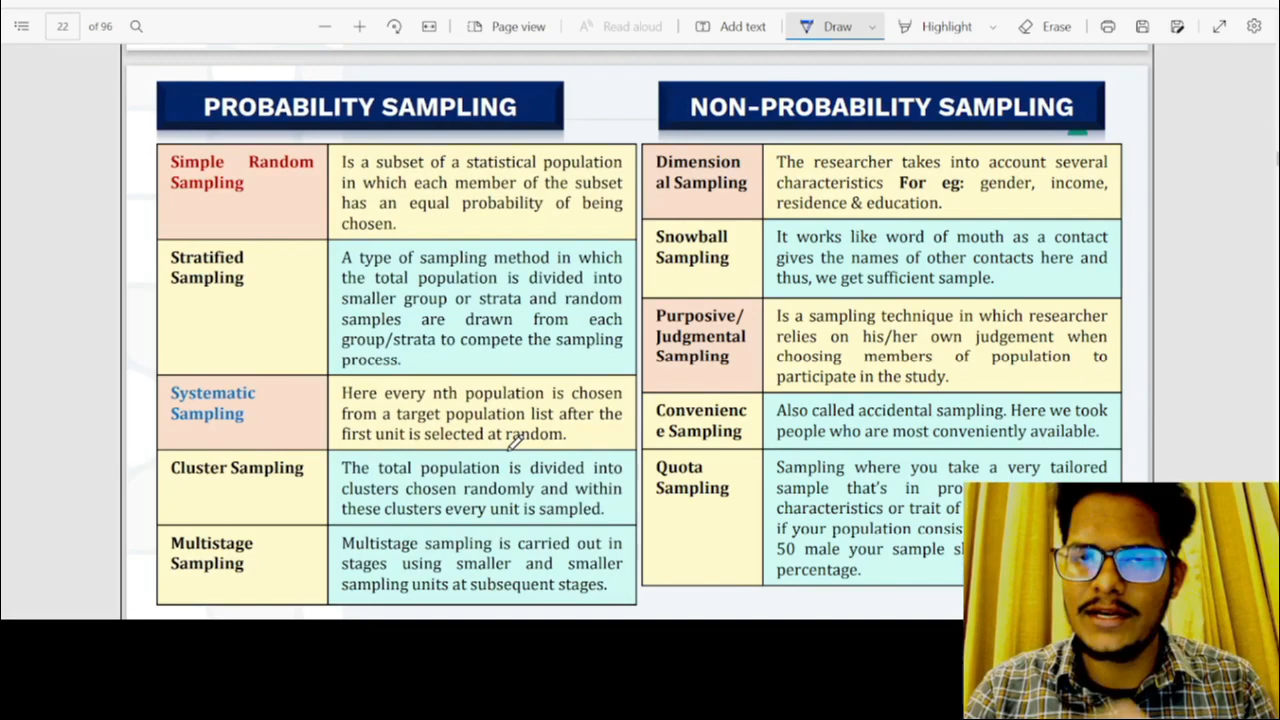 22 of 96 Page view Read aloud Add text Draw Highlight Erase
PROBABILITY SAMPLING
Simple Random
Sampling
Is a subset of a statistical population
in which each member of the subset
has an equal probability of being
chosen.
Stratified
Sampling
A type of sampling method in which
the total population is divided into
smaller group or strata and random
samples are drawn from each
group/strata to compete the sampling
process.
Systematic
Sampling
Here every nth population is chosen
from a target population list after the
first unit is selected at random.
Cluster Sampling
The total population is divided into
clusters chosen randomly and within
these clusters every unit is sampled.
Multistage
Sampling
Multistage sampling is carried out in
stages using smaller and smaller
sampling units at subsequent stages.
NON-PROBABILITY SAMPLING
Dimension
al Sampling
The researcher takes into account several
characteristics For eg: gender, income,
residence & education.
Snowball
Sampling
It works like word of mouth as a contact
gives the names of other contacts here and
thus, we get sufficient sample.
Purposive/
Judgmental
Sampling
Is a sampling technique in which researcher
relies on his/her own judgement when
choosing members of population to
participate in the study.
Convenienc
e Sampling
Also called accidental sampling. Here we took
people who are most conveniently available.
Quota
Sampling
Sampling where you take a very tailored
sample that's in
characteristics or trait of
if your population
50 male your sample
percentage.